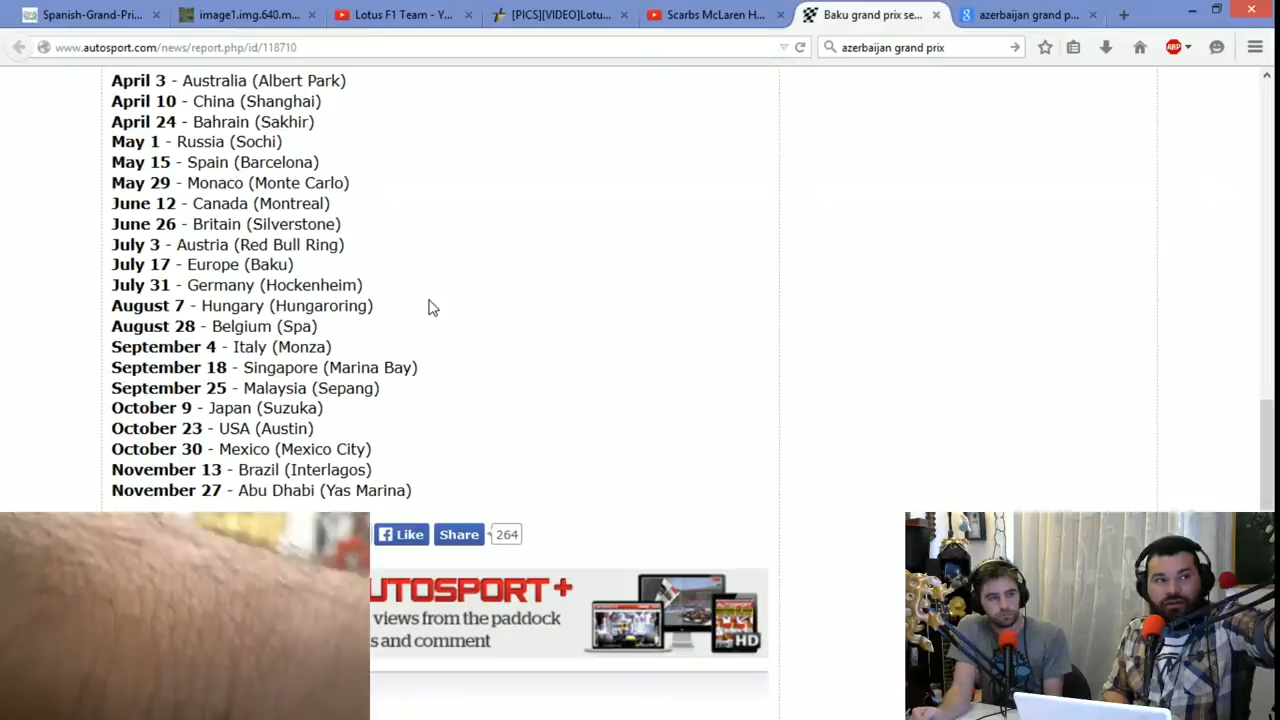 Spanish-Grand-Pri...
image1.img.640.m...
Lotus F1 Team - Y...
[PICS][VIDEO]Lotu...
Scarbs McLaren H...
Baku grand prix se...
azerbaijan grand p...
www.autosport.com/news/report.php/id/118710
azerbaijan grand prix
ABP
April 3 - Australia (Albert Park)
April 10 - China (Shanghai)
April 24 - Bahrain (Sakhir)
May 1 - Russia (Sochi)
May 15 - Spain (Barcelona)
May 29 - Monaco (Monte Carlo)
June 12 - Canada (Montreal)
June 26 - Britain (Silverstone)
July 3 - Austria (Red Bull Ring)
July 17 - Europe (Baku)
July 31 - Germany (Hockenheim)
August 7 - Hungary (Hungaroring)
August 28 - Belgium (Spa)
September 4 - Italy (Monza)
September 18 - Singapore (Marina Bay)
September 25 - Malaysia (Sepang)
October 9 - Japan (Suzuka)
October 23 - USA (Austin)
October 30 - Mexico (Mexico City)
November 13 - Brazil (Interlagos)
November 27 - Abu Dhabi (Yas Marina)
Like
Share
264
UTOSPORT+
views from the paddock
s and comment
HD